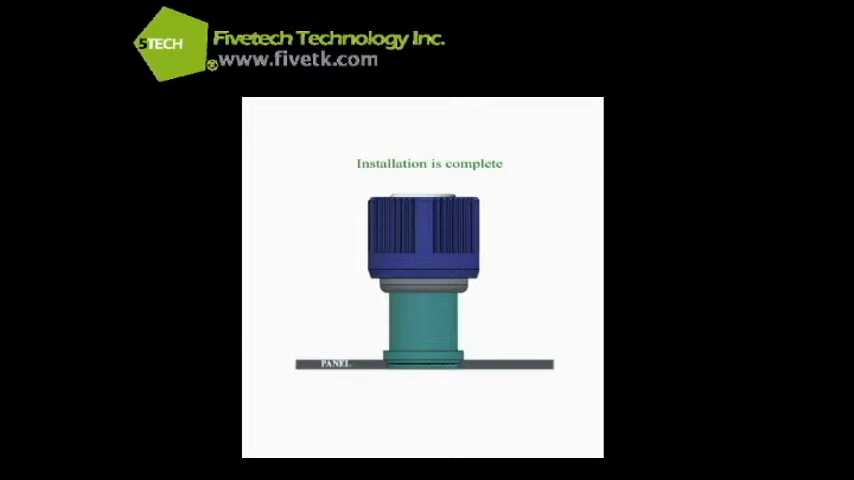 5TECH
Fivetech Technology Inc.
®www.fivetk.com
Installation is complete
PANEL